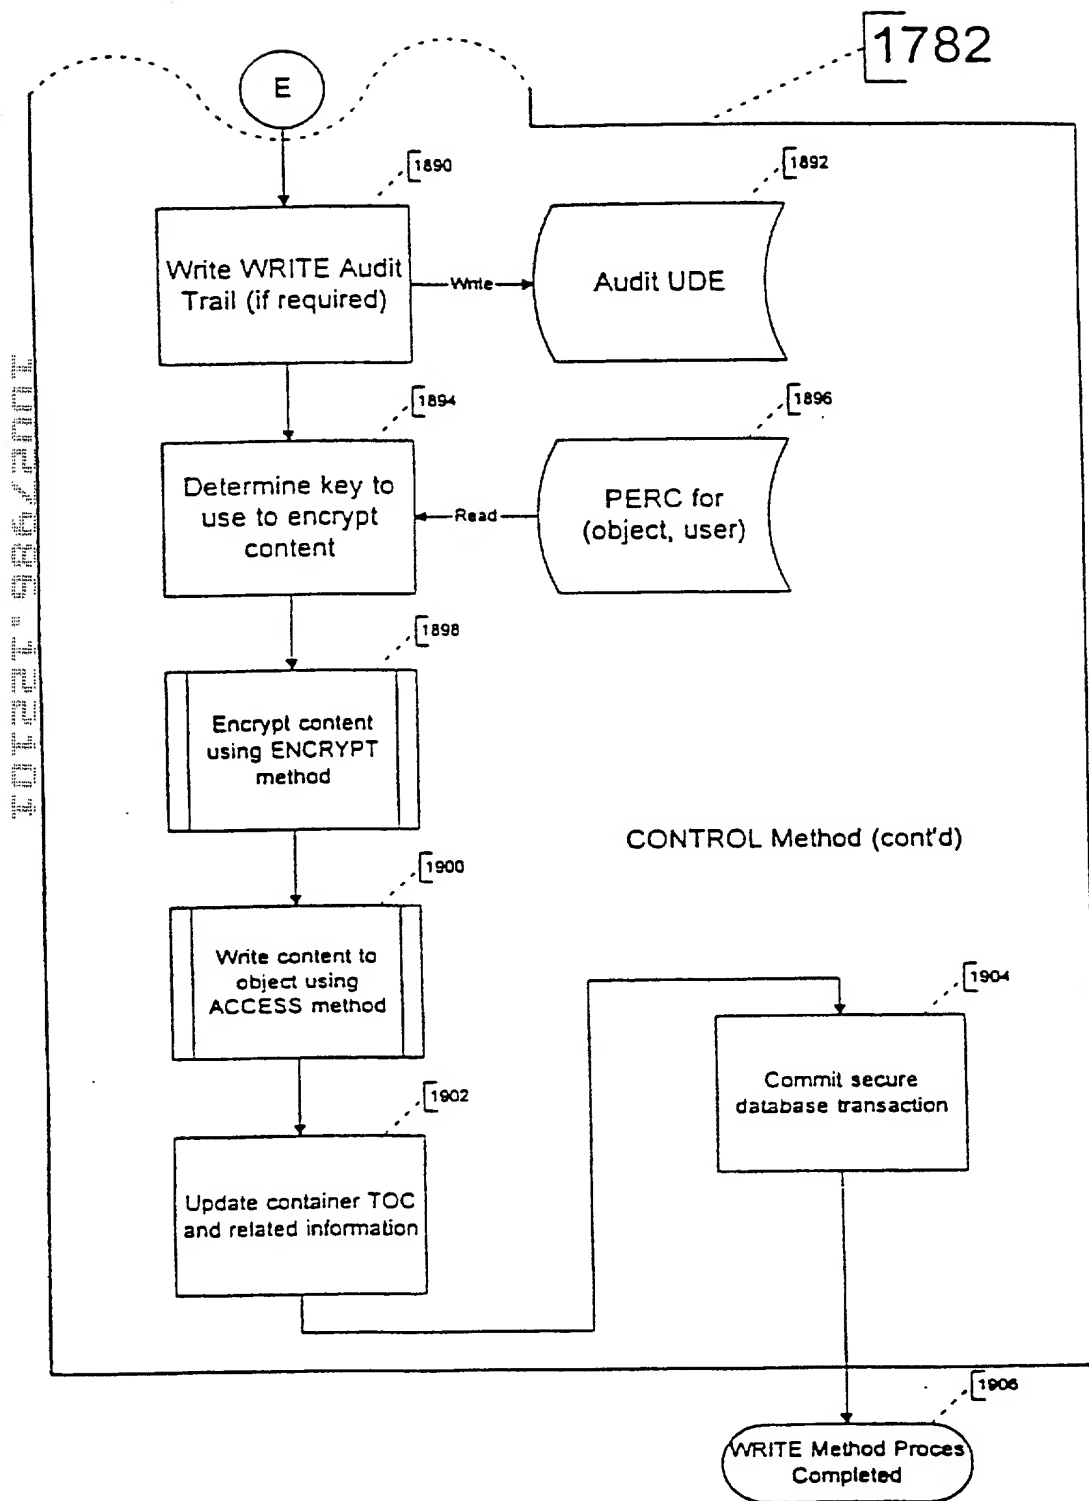 1782
E
1890
Write WRITE Audit
Trail (if required)
Write
1892
Audit UDE
1894
Determine key to
use to encrypt
content
Read
1896
PERC for
(object, user)
1898
Encrypt content
using ENCRYPT
method
CONTROL Method (cont'd)
1900
Write content to
object using
ACCESS method
1902
Update container TOC
and related information
1904
Commit secure
database transaction
1906
WRITE Method Proces
Completed